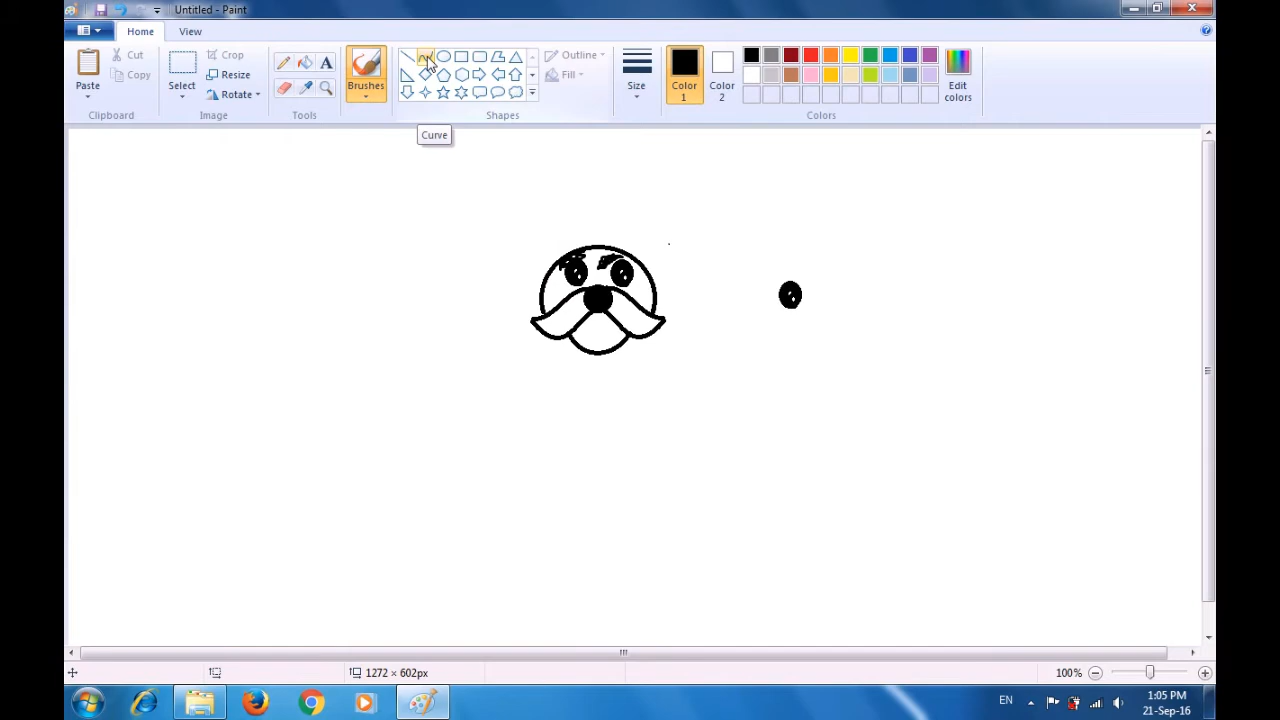 Untitled - Paint
Home View
Paste
Cut
Copy
Clipboard
Select
Crop
Resize
Rotate
Image
A
Tools
Brushes
Outline
Fill
Shapes
Size
Color 1
Color 2
Edit colors
Colors
Curve
1272 × 602px
100%
EN
1:05 PM
21-Sep-16